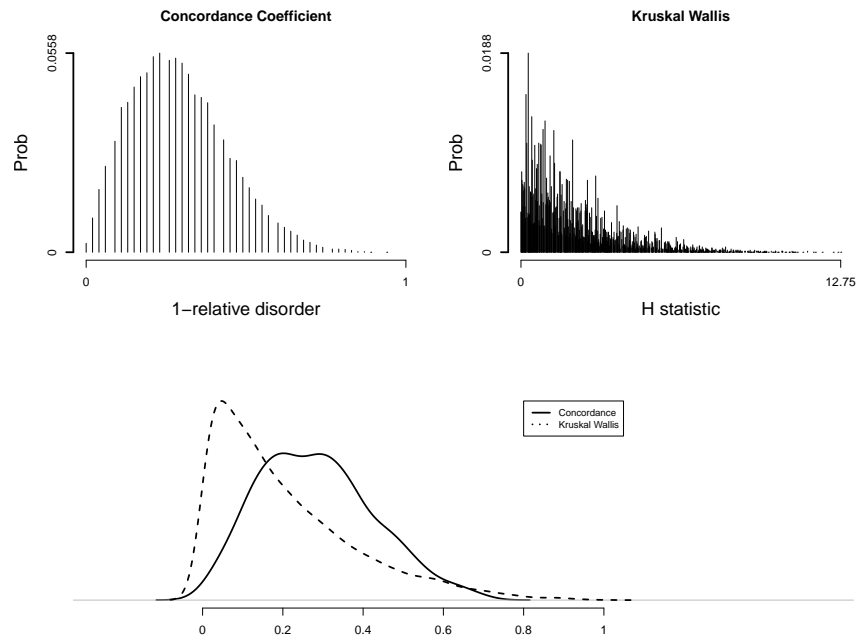 Concordance Coefficient
Prob
0.0558
0
0
1
1−relative disorder
Kruskal Wallis
Prob
0.0188
0
0
12.75
H statistic
Concordance
Kruskal Wallis
0
0.2
0.4
0.6
0.8
1